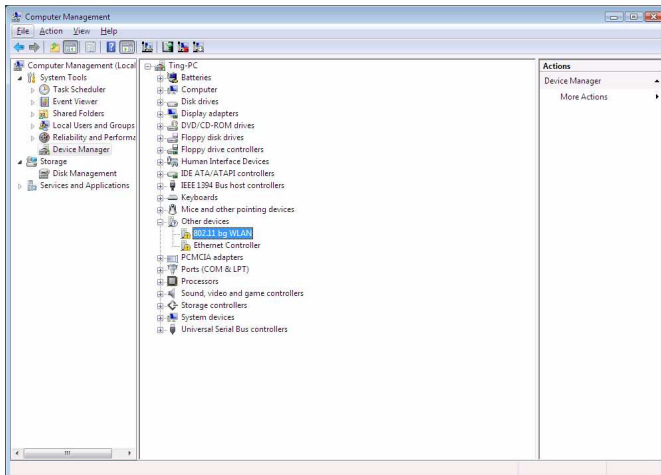 Computer Management
File Action View Help
Computer Management (Local
System Tools
Task Scheduler
Event Viewer
Shared Folders
Local Users and Groups
Reliability and Performa
Device Manager
Storage
Disk Management
Services and Applications
Ting-PC
Batteries
Computer
Disk drives
Display adapters
DVD/CD-ROM drives
Floppy disk drives
Floppy drive controllers
Human Interface Devices
IDE ATA/ATAPI controllers
IEEE 1394 Bus host controllers
Keyboards
Mice and other pointing devices
Other devices
802.11 bg WLAN
Ethernet Controller
PCMCIA adapters
Ports (COM & LPT)
Processors
Sound, video and game controllers
Storage controllers
System devices
Universal Serial Bus controllers
Actions
Device Manager
More Actions